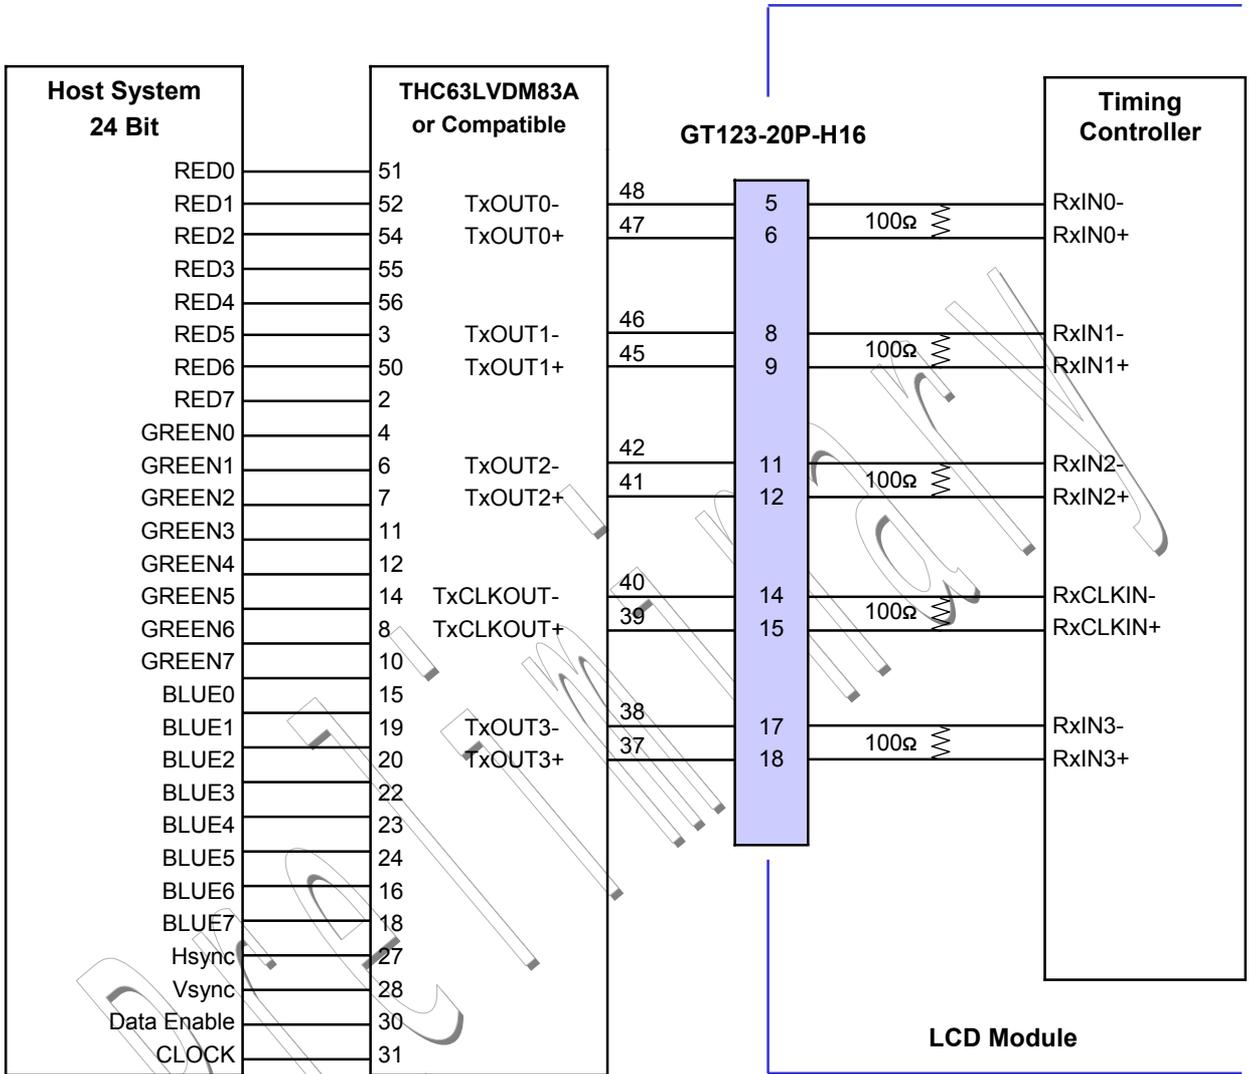 Host System
24 Bit
THC63LVDM83A
or Compatible
GT123-20P-H16
Timing
Controller
RED0 51
RED1 52 TxOUT0- 48 5 RxIN0-
100Ω
RED2 54 TxOUT0+ 47 6 RxIN0+
RED3 55
RED4 56
RED5 3 TxOUT1- 46 8 RxIN1-
100Ω
RED6 50 TxOUT1+ 45 9 RxIN1+
RED7 2
GREEN0 4
GREEN1 6 TxOUT2- 42 11 RxIN2-
100Ω
GREEN2 7 TxOUT2+ 41 12 RxIN2+
GREEN3 11
GREEN4 12
GREEN5 14 TxCLKOUT- 40 14 RxCLKIN-
100Ω
GREEN6 8 TxCLKOUT+ 39 15 RxCLKIN+
GREEN7 10
BLUE0 15
BLUE1 19 TxOUT3- 38 17 RxIN3-
100Ω
BLUE2 20 TxOUT3+ 37 18 RxIN3+
BLUE3 22
BLUE4 23
BLUE5 24
BLUE6 16
BLUE7 18
Hsync 27
Vsync 28
Data Enable 30
CLOCK 31
LCD Module
Preliminary